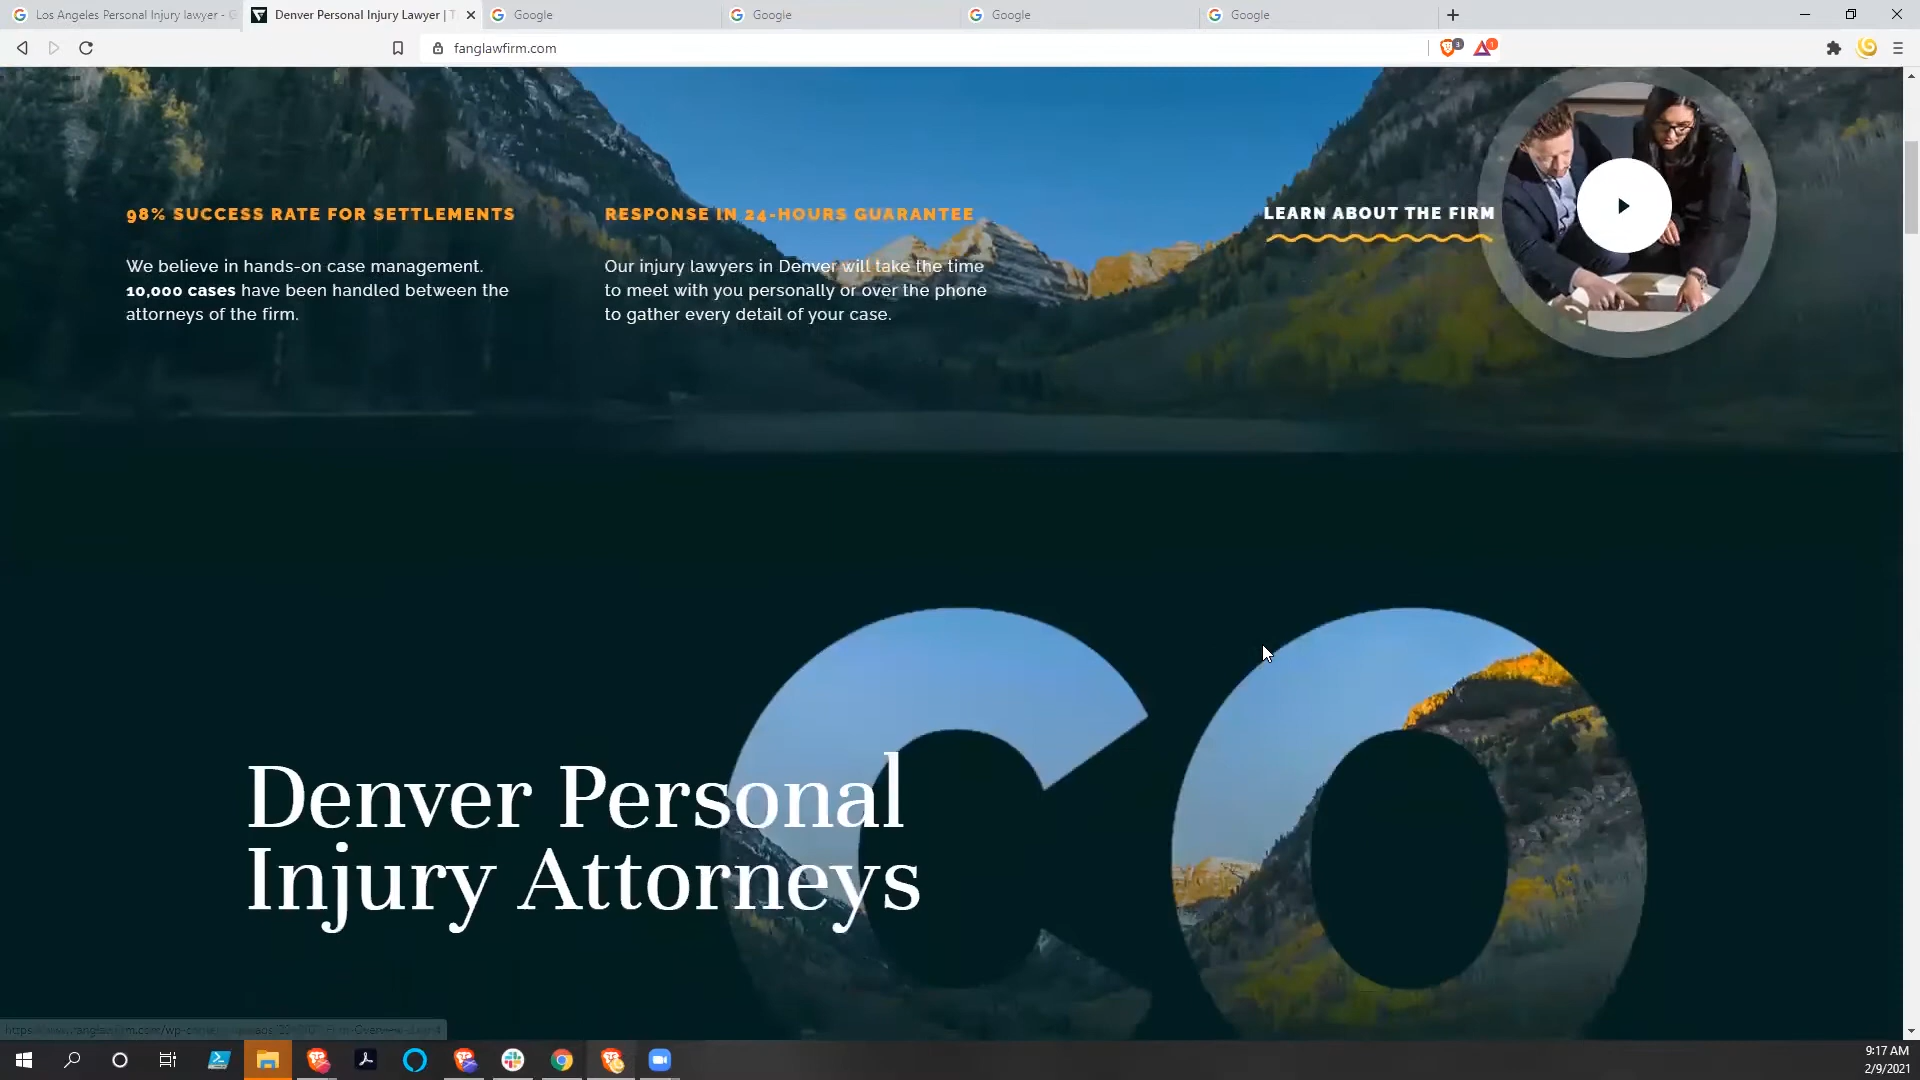 Los Angeles Personal Injury lawyer - G
Denver Personal Injury Lawyer | T
Google
Google
Google
Google
fanglawfirm.com
3
1
98% SUCCESS RATE FOR SETTLEMENTS
We believe in hands-on case management.
10,000 cases have been handled between the
attorneys of the firm.
RESPONSE IN 24-HOURS GUARANTEE
Our injury lawyers in Denver will take the time
to meet with you personally or over the phone
to gather every detail of your case.
LEARN ABOUT THE FIRM
CO
Denver Personal
Injury Attorneys
9:17 AM
2/9/2021